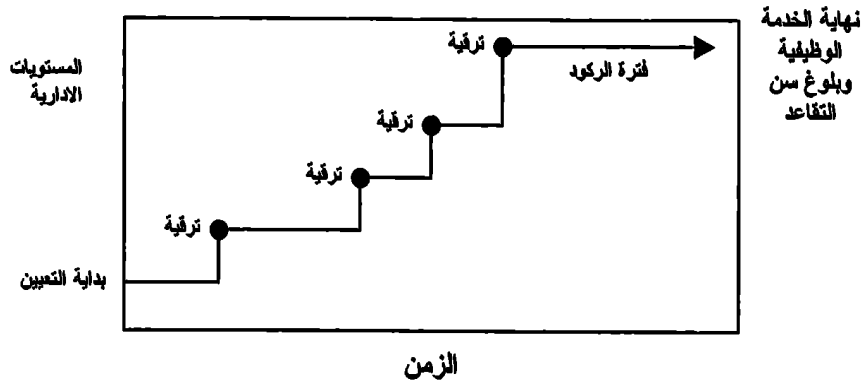 نهاية الخدمة
الوظيفية
وبلوغ سن
التقاعد
ترقية
فترة الركود
المستويات
الادارية
ترقية
ترقية
ترقية
بداية التعيين
الزمن